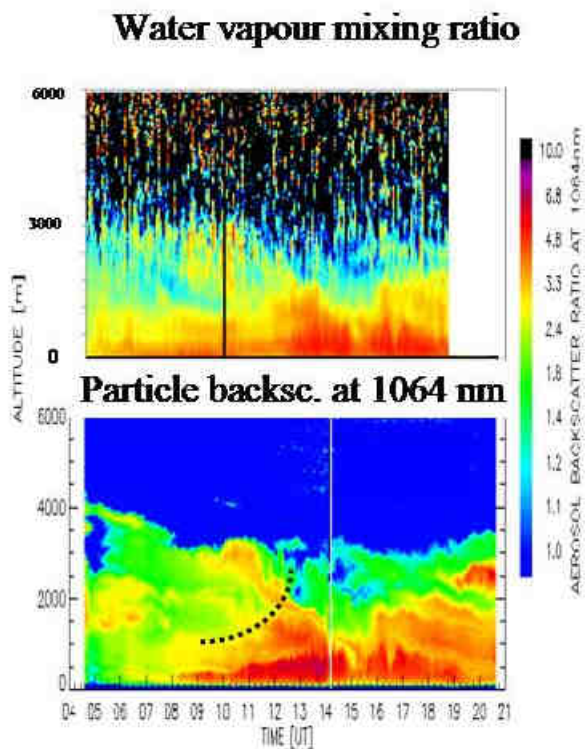 Water vapour mixing ratio
6000
3000
0
ALTITUDE [m]
Particle backsc. at 1064 nm
6000
4000
2000
0
04 05 06 07 08 09 10 11 12 13 14 15 16 17 18 19 20 21
TIME [UT]
10.0
6.8
4.8
3.4
2.4
1.8
1.4
1.2
1.1
1.0
AEROSOL BACKSCATTER RATIO AT 1064nm